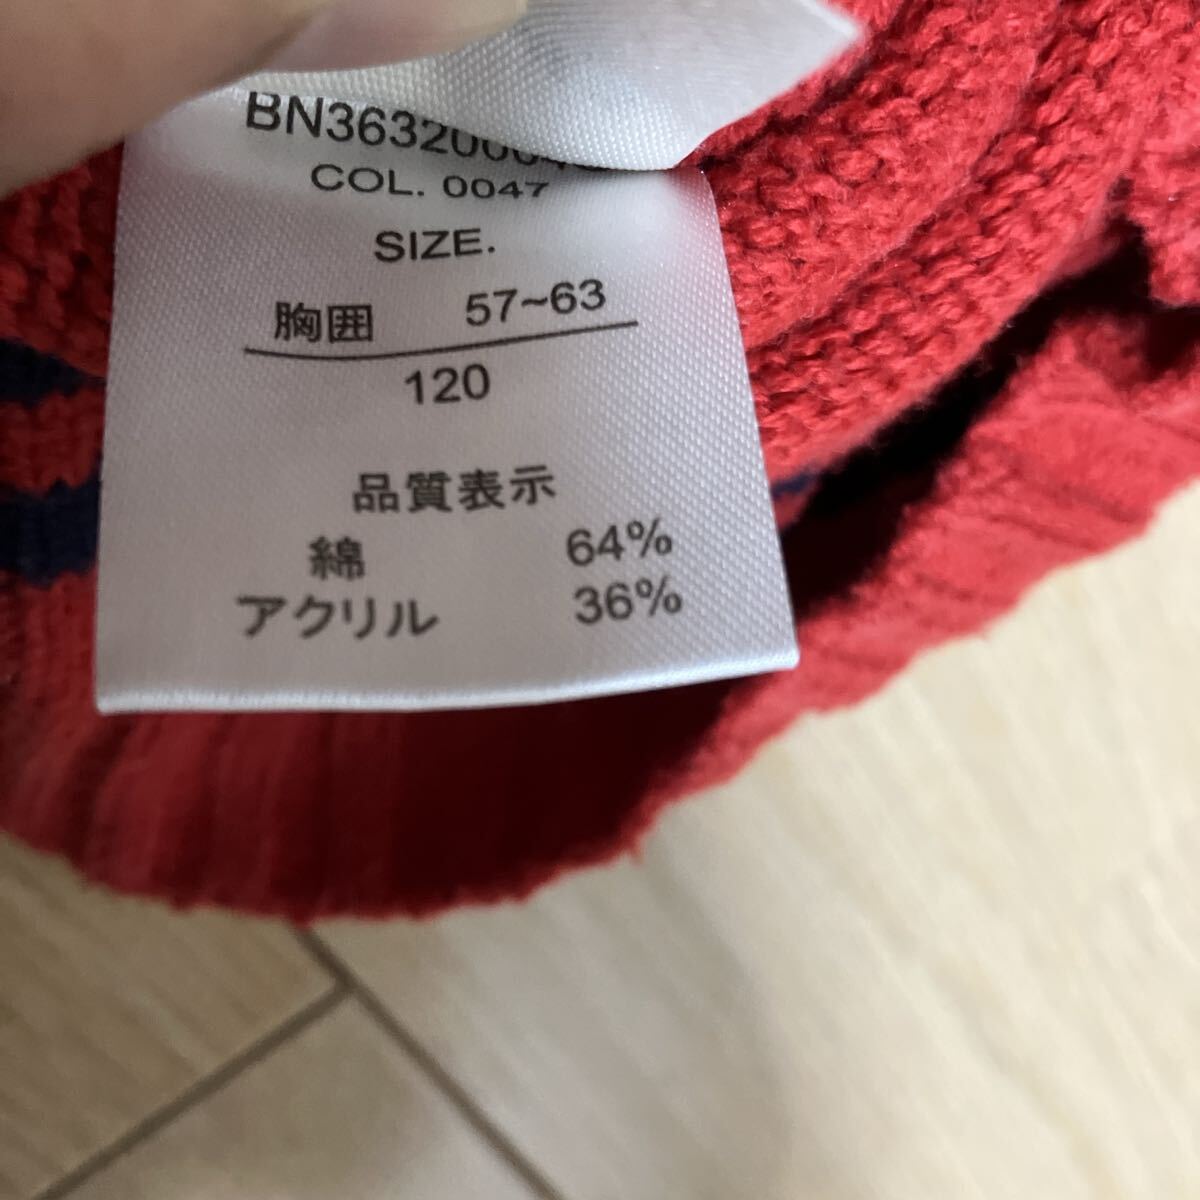 COL. 0047
SIZE.
胸囲 57~63
120
品質表示
綿 64%
アクリル 36%